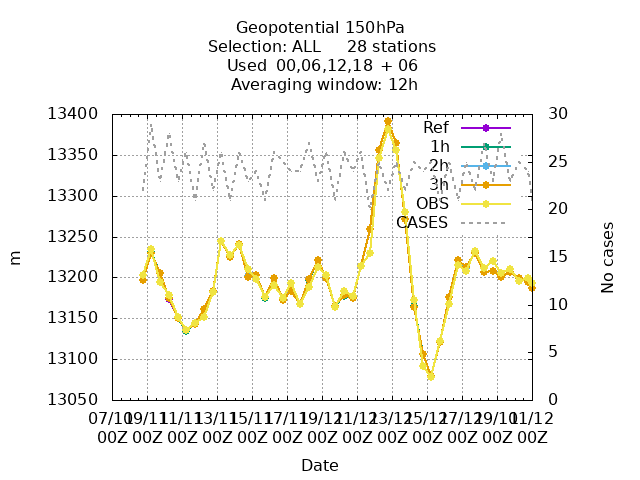 Geopotential 150hPa
Selection: ALL 28 stations
Used 00,06,12,18 + 06
Averaging window: 12h
13400
13350
13300
13250
13200
13150
13100
13050
m
30
25
20
15
10
5
0
No cases
Ref
1h
2h
3h
OBS
CASES
07/11 09/11 11/11 13/11 15/11 17/11 19/11 21/11 23/11 25/11 27/11 29/11 01/12
00Z 00Z 00Z 00Z 00Z 00Z 00Z 00Z 00Z 00Z 00Z 00Z 00Z
Date